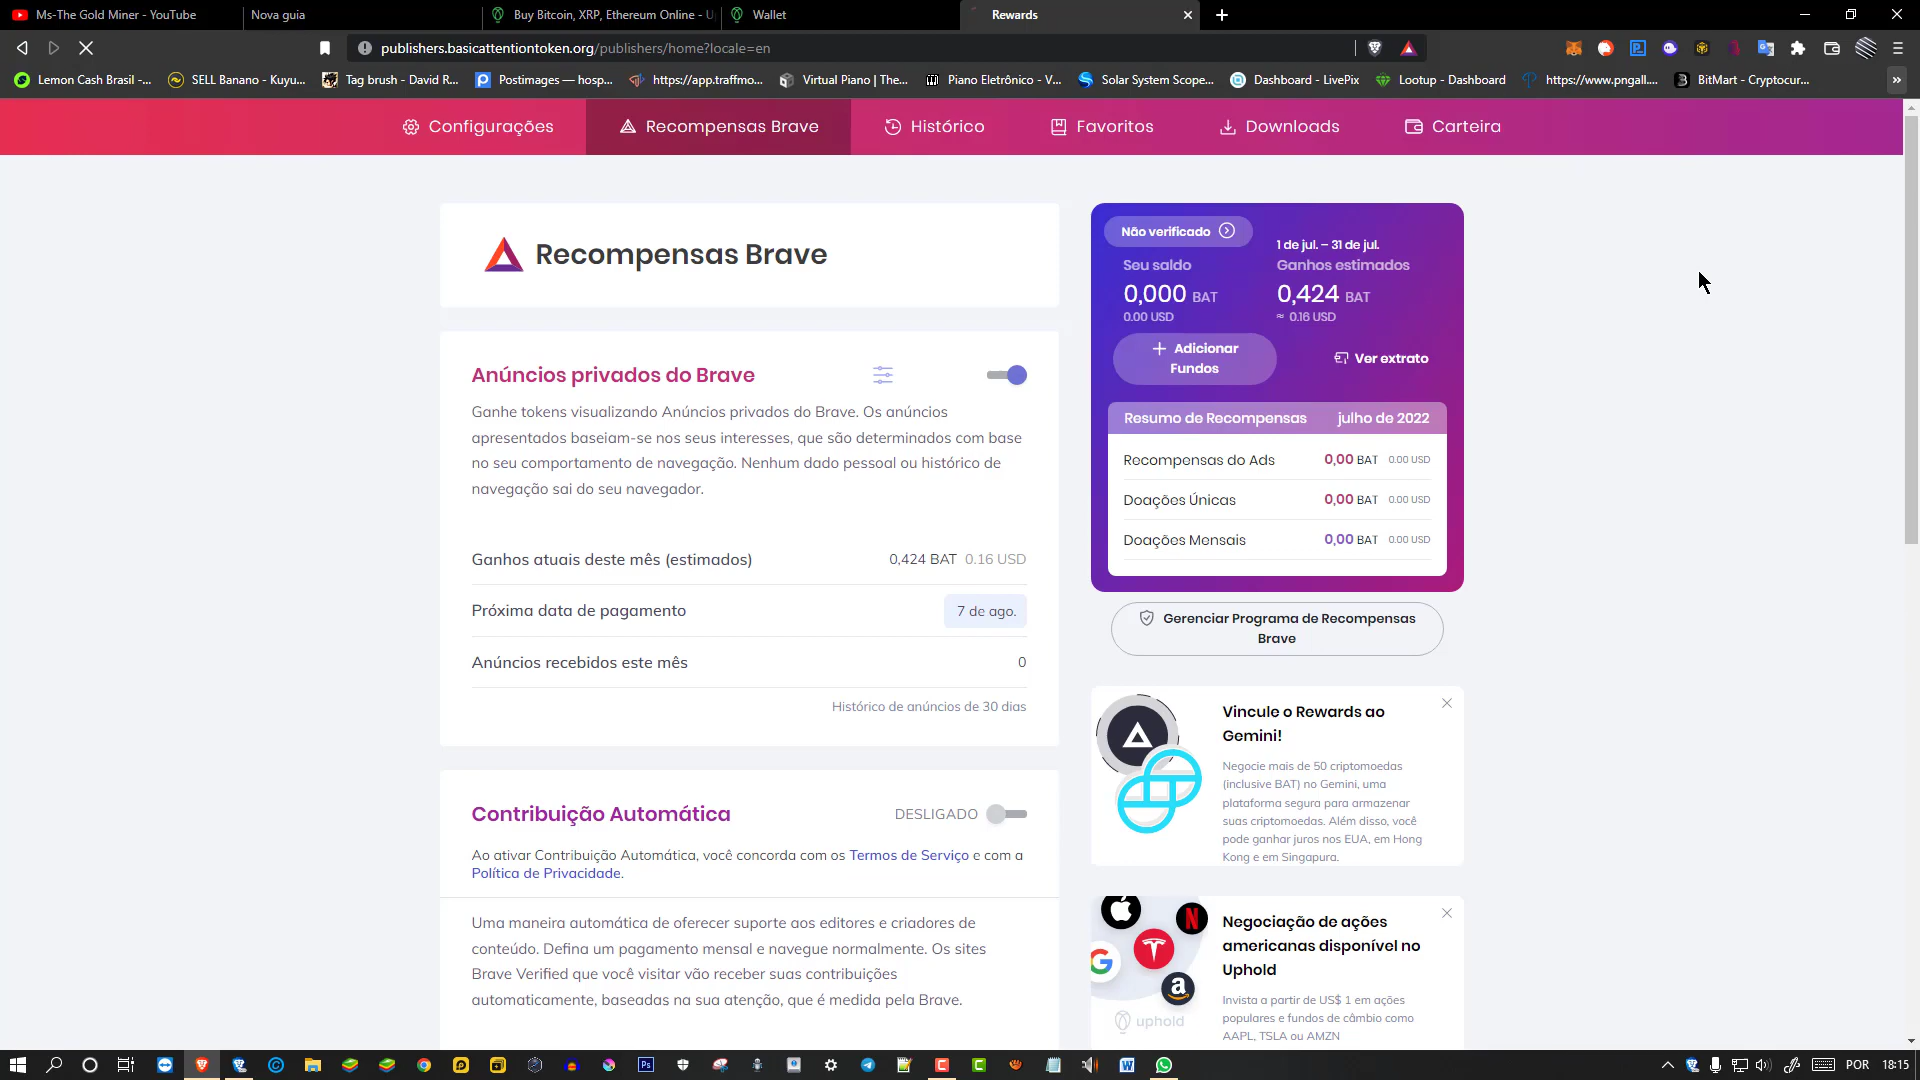 Ms-The Gold Miner - YouTube
Nova guia
Buy Bitcoin, XRP, Ethereum Online - U
Wallet
Rewards
publishers.basicattentiontoken.org/publishers/home?locale=en
Lemon Cash Brasil -...
SELL Banano - Kuyu...
Tag brush - David R...
Postimages — hosp...
https://app.traffmo...
Virtual Piano | The...
Piano Eletrônico - V...
Solar System Scope...
Dashboard - LivePix
Lootup - Dashboard
https://www.pngall....
BitMart - Cryptocur...
»
Configurações
Recompensas Brave
Histórico
Favoritos
Downloads
Carteira
Recompensas Brave
Anúncios privados do Brave
Ganhe tokens visualizando Anúncios privados do Brave. Os anúncios
apresentados baseiam-se nos seus interesses, que são determinados com base
no seu comportamento de navegação. Nenhum dado pessoal ou histórico de
navegação sai do seu navegador.
Ganhos atuais deste mês (estimados) 0,424 BAT 0.16 USD
Próxima data de pagamento 7 de ago.
Anúncios recebidos este mês 0
Histórico de anúncios de 30 dias
Contribuição Automática DESLIGADO
Ao ativar Contribuição Automática, você concorda com os Termos de Serviço e com a
Política de Privacidade.
Uma maneira automática de oferecer suporte aos editores e criadores de
conteúdo. Defina um pagamento mensal e navegue normalmente. Os sites
Brave Verified que você visitar vão receber suas contribuições
automaticamente, baseadas na sua atenção, que é medida pela Brave.
Não verificado
1 de jul. – 31 de jul.
Seu saldo Ganhos estimados
0,000 BAT 0,424 BAT
0.00 USD ≈ 0.16 USD
Adicionar
Fundos
Ver extrato
Resumo de Recompensas julho de 2022
Recompensas do Ads 0,00 BAT 0.00 USD
Doações Únicas 0,00 BAT 0.00 USD
Doações Mensais 0,00 BAT 0.00 USD
Gerenciar Programa de Recompensas
Brave
Vincule o Rewards ao
Gemini!
Negocie mais de 50 criptomoedas
(inclusive BAT) no Gemini, uma
plataforma segura para armazenar
suas criptomoedas. Além disso, você
pode ganhar juros nos EUA, em Hong
Kong e em Singapura.
Negociação de ações
americanas disponível no
Uphold
uphold
Invista a partir de US$ 1 em ações
populares e fundos de câmbio como
AAPL, TSLA ou AMZN
POR
18:15